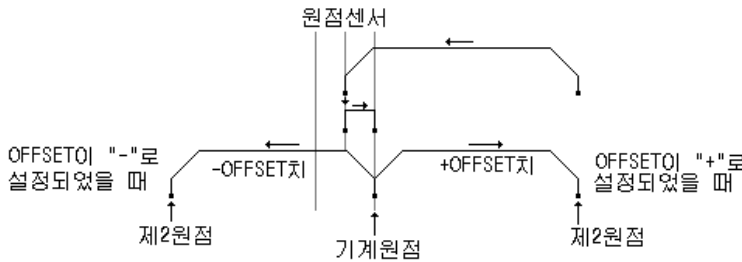 원점센서
OFFSET이 "-"로
설정되었을 때
-OFFSET치
+OFFSET치
OFFSET이 "+"로
설정되었을 때
제2원점
기계원점
제2원점